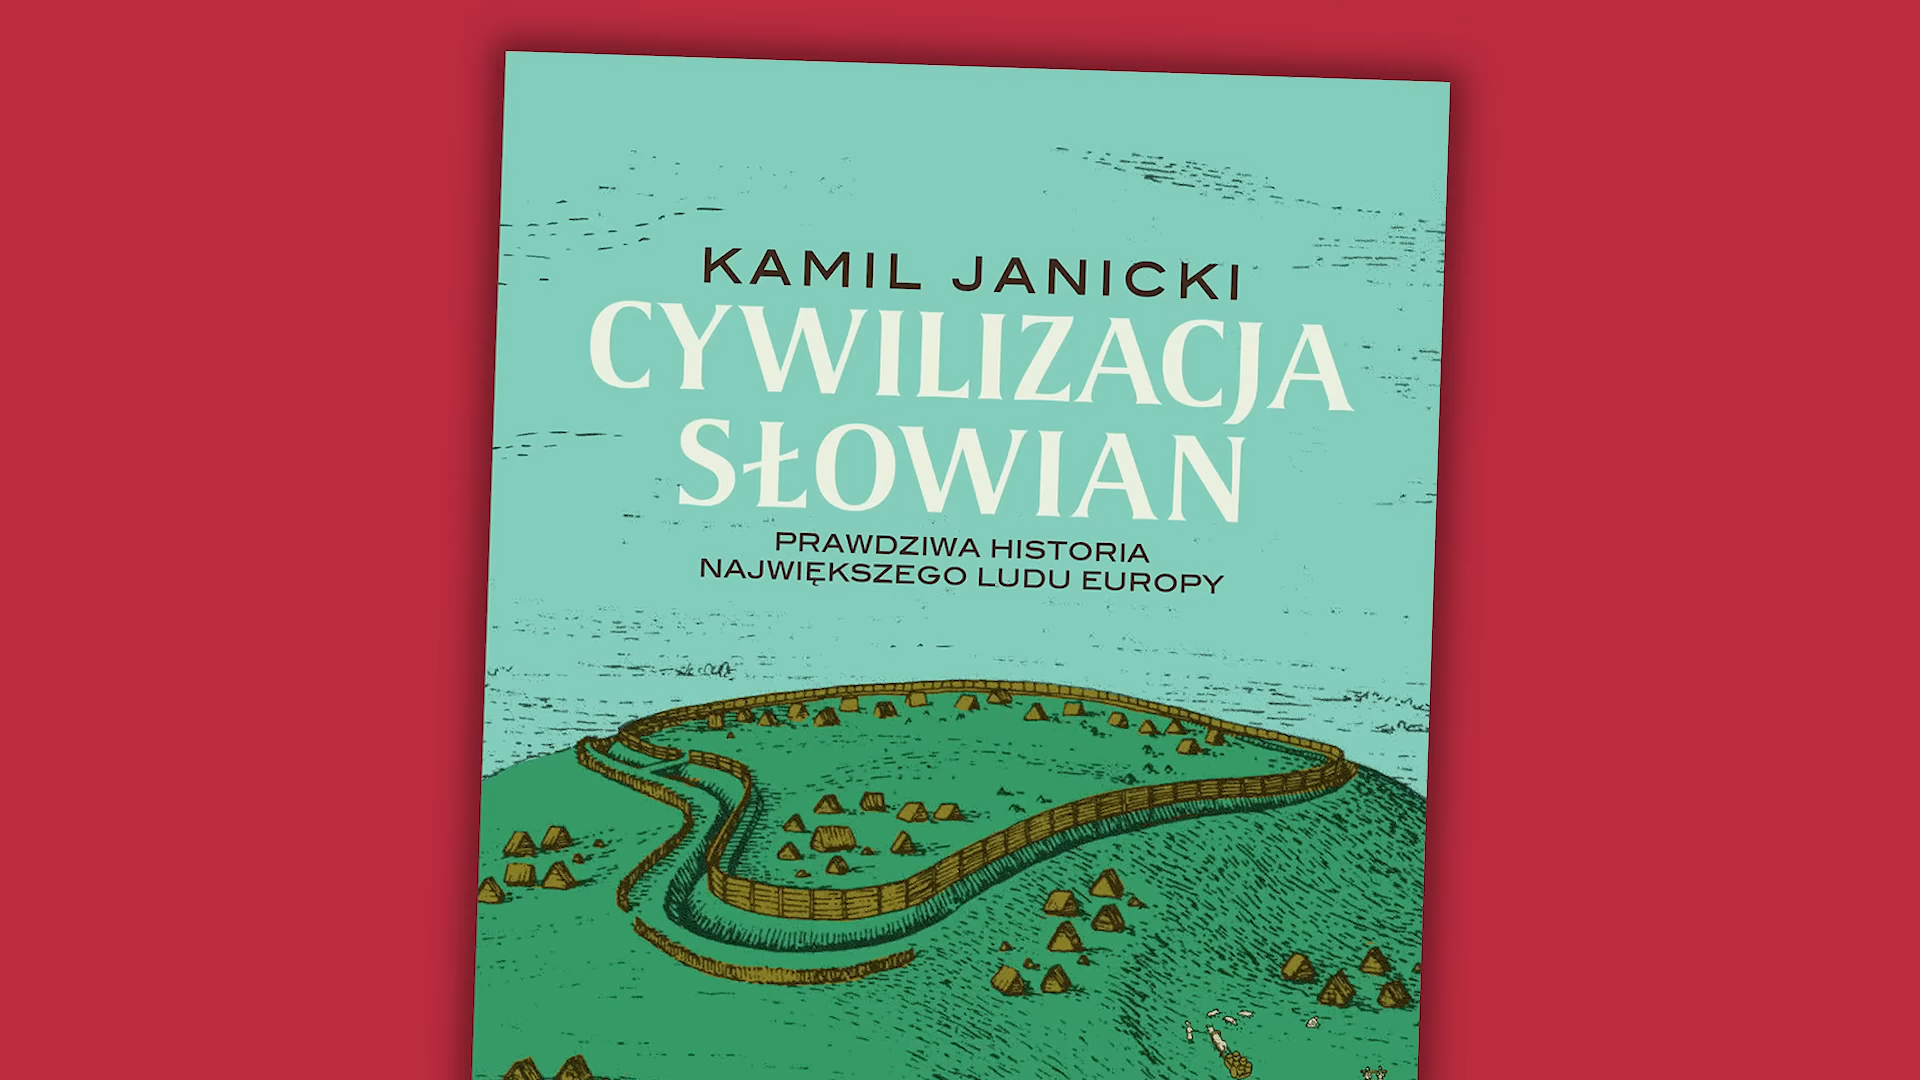 KAMIL JANICKI
CYWILIZACJA
SŁOWIAN
PRAWDZIWA HISTORIA
NAJWIĘKSZEGO LUDU EUROPY